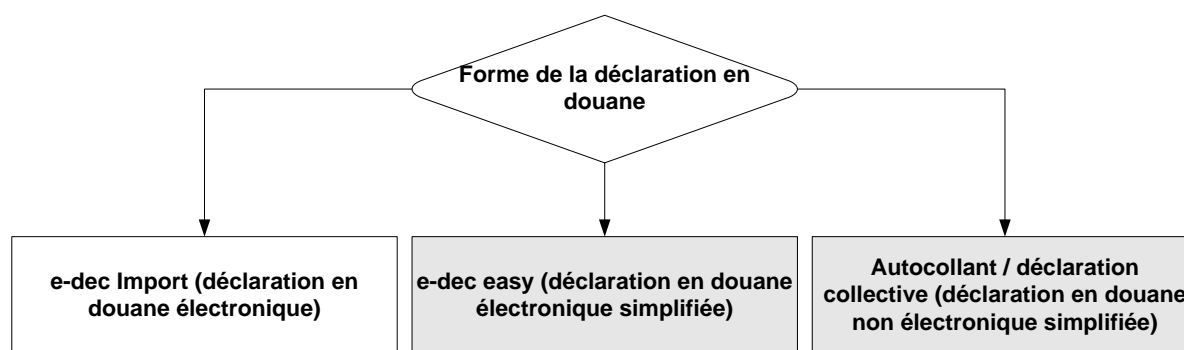 Forme de la déclaration en
douane
e-dec Import (déclaration en
douane électronique)
e-dec easy (déclaration en douane
électronique simplifiée)
Autocollant / déclaration
collective (déclaration en douane
non électronique simplifiée)